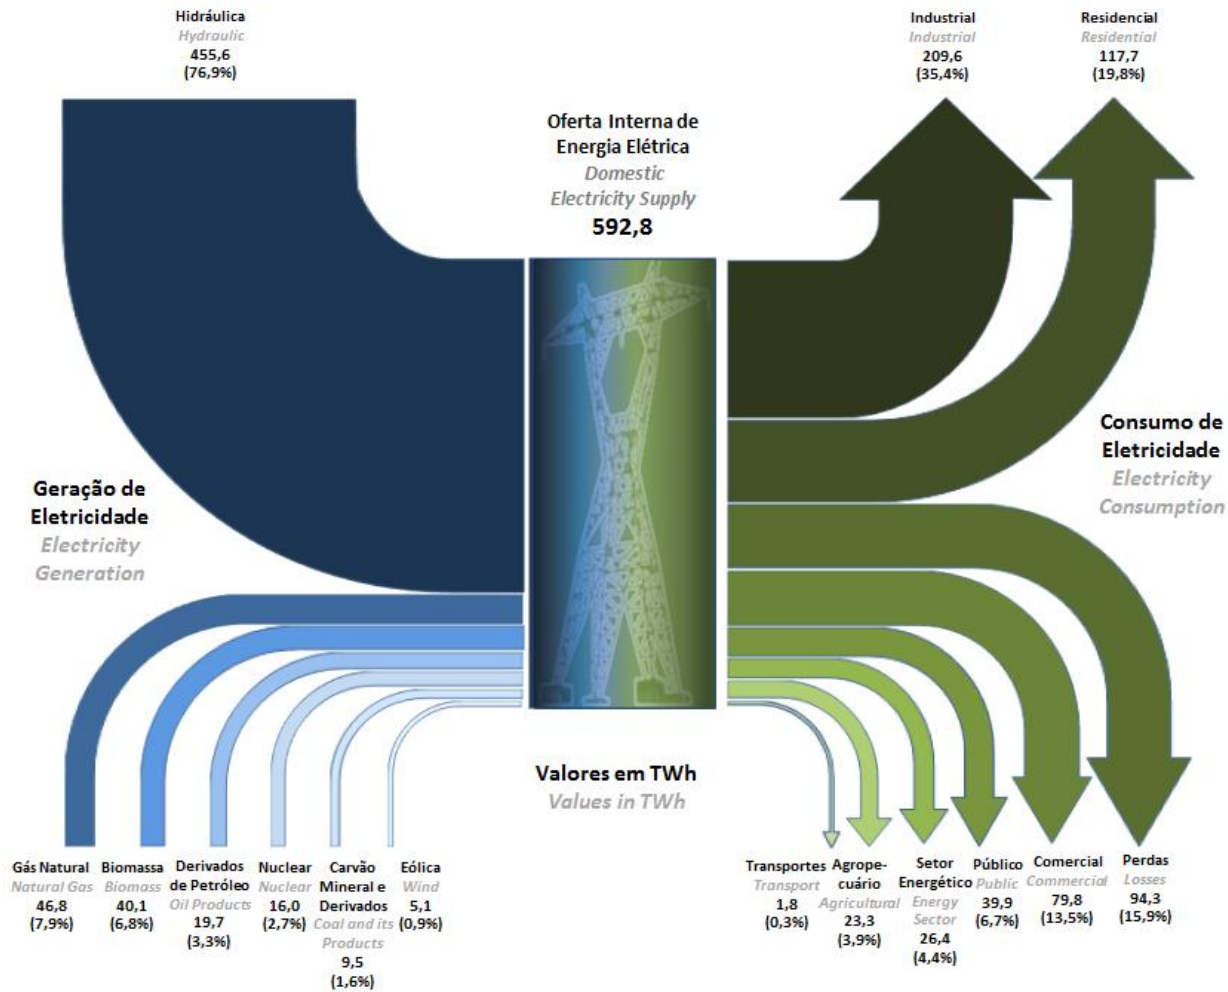 Hidráulica
Hydraulic
455,6
(76,9%)
Industrial
Industrial
209,6
(35,4%)
Residencial
Residential
117,7
(19,8%)
Oferta Interna de
Energia Elétrica
Domestic
Electricity Supply
592,8
Geração de
Eletricidade
Electricity
Generation
Consumo de
Eletricidade
Electricity
Consumption
Valores em TWh
Values in TWh
Gás Natural
Natural Gas
46,8
(7,9%)
Biomassa
Biomass
40,1
(6,8%)
Derivados
de Petróleo
Oil Products
19,7
(3,3%)
Nuclear
Nuclear
16,0
(2,7%)
Carvão
Mineral e
Derivados
Coal and its
Products
9,5
(1,6%)
Eólica
Wind
5,1
(0,9%)
Transportes
Transport
1,8
(0,3%)
Agrope-
cuário
Agricultural
23,3
(3,9%)
Setor
Energético
Energy
Sector
26,4
(4,4%)
Público
Public
39,9
(6,7%)
Comercial
Commercial
79,8
(13,5%)
Perdas
Losses
94,3
(15,9%)